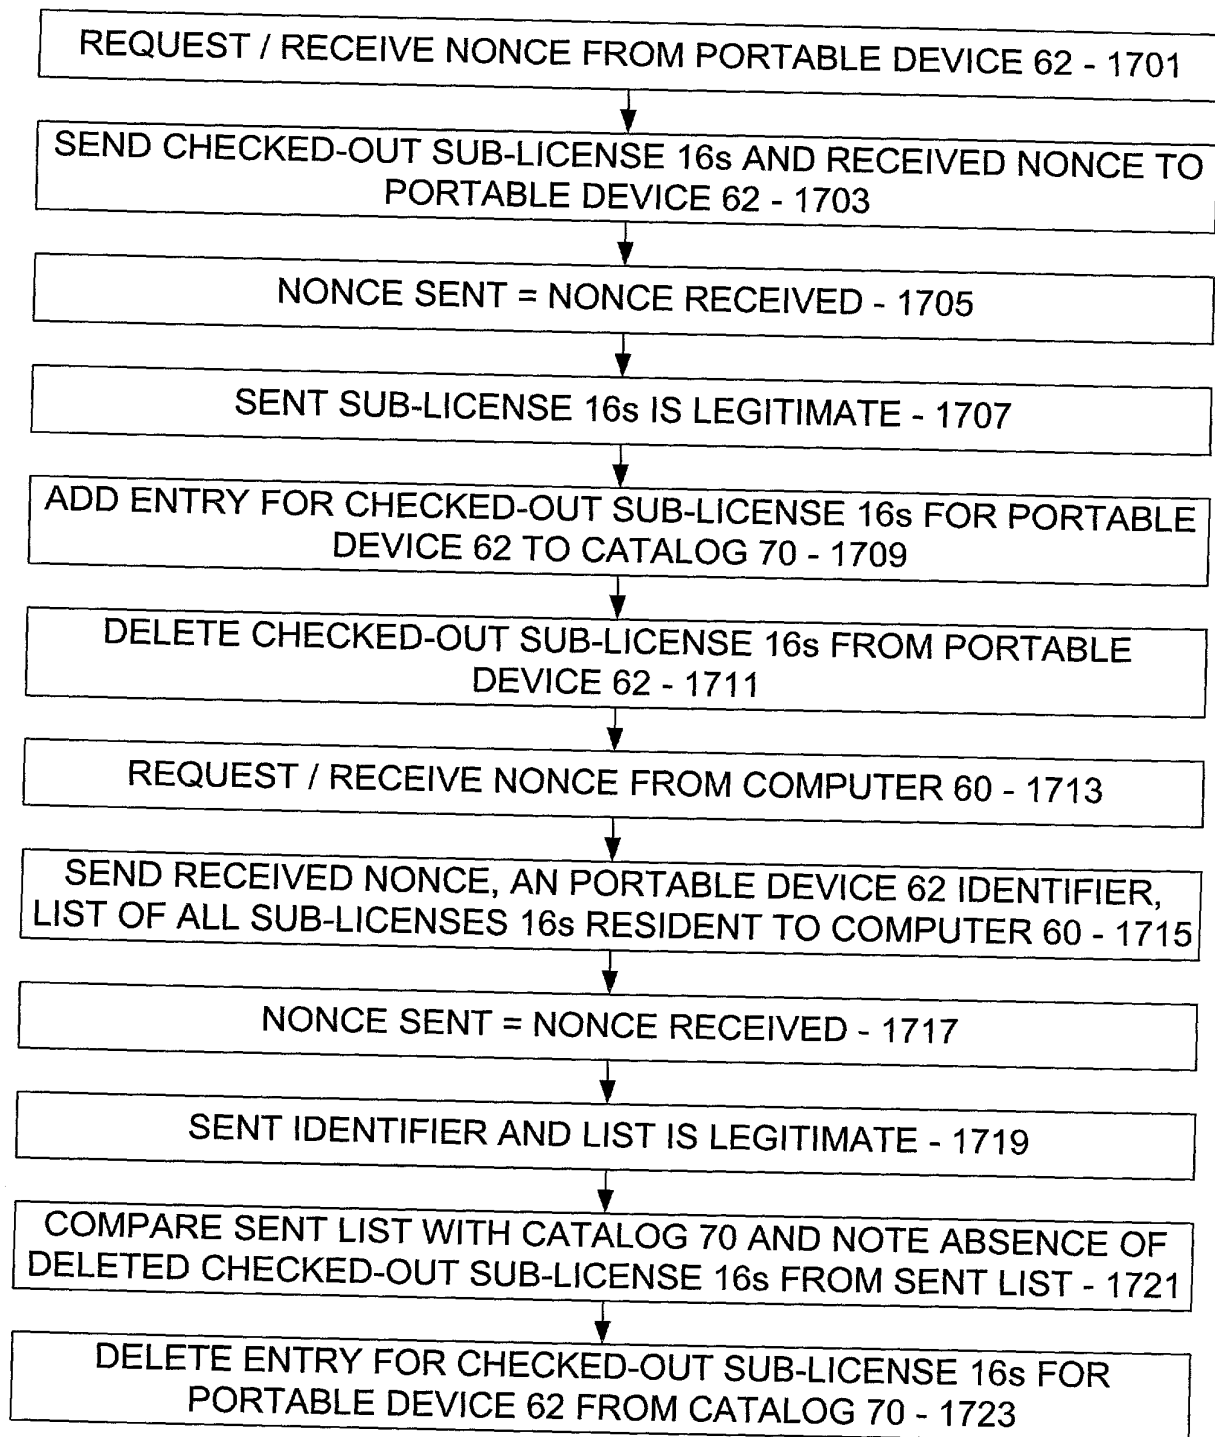 REQUEST / RECEIVE NONCE FROM PORTABLE DEVICE 62 - 1701
SEND CHECKED-OUT SUB-LICENSE 16s AND RECEIVED NONCE TO
PORTABLE DEVICE 62 - 1703
NONCE SENT = NONCE RECEIVED - 1705
SENT SUB-LICENSE 16s IS LEGITIMATE - 1707
ADD ENTRY FOR CHECKED-OUT SUB-LICENSE 16s FOR PORTABLE
DEVICE 62 TO CATALOG 70 - 1709
DELETE CHECKED-OUT SUB-LICENSE 16s FROM PORTABLE
DEVICE 62 - 1711
REQUEST / RECEIVE NONCE FROM COMPUTER 60 - 1713
SEND RECEIVED NONCE, AN PORTABLE DEVICE 62 IDENTIFIER,
LIST OF ALL SUB-LICENSES 16s RESIDENT TO COMPUTER 60 - 1715
NONCE SENT = NONCE RECEIVED - 1717
SENT IDENTIFIER AND LIST IS LEGITIMATE - 1719
COMPARE SENT LIST WITH CATALOG 70 AND NOTE ABSENCE OF
DELETED CHECKED-OUT SUB-LICENSE 16s FROM SENT LIST - 1721
DELETE ENTRY FOR CHECKED-OUT SUB-LICENSE 16s FOR
PORTABLE DEVICE 62 FROM CATALOG 70 - 1723